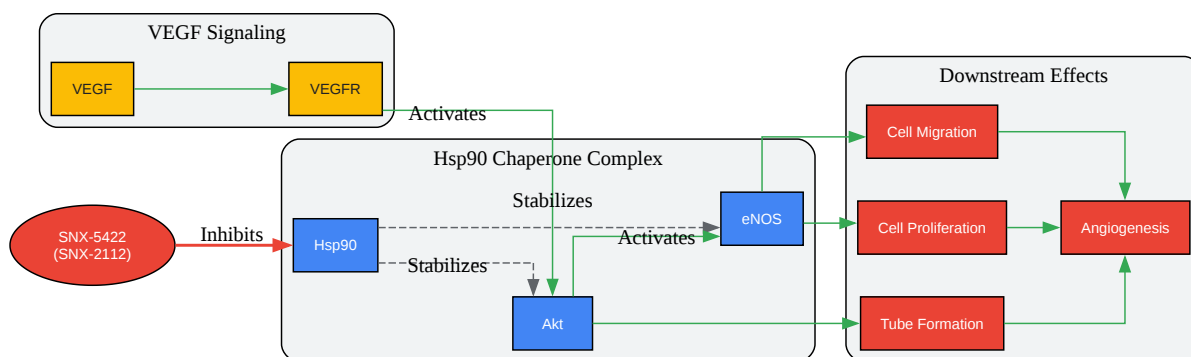 VEGF Signaling
VEGF
VEGFR
Activates
Downstream Effects
Cell Migration
Hsp90 Chaperone Complex
Stabilizes
eNOS
Cell Proliferation
Angiogenesis
SNX-5422
(SNX-2112)
Inhibits
Hsp90
Activates
Stabilizes
Akt
Tube Formation